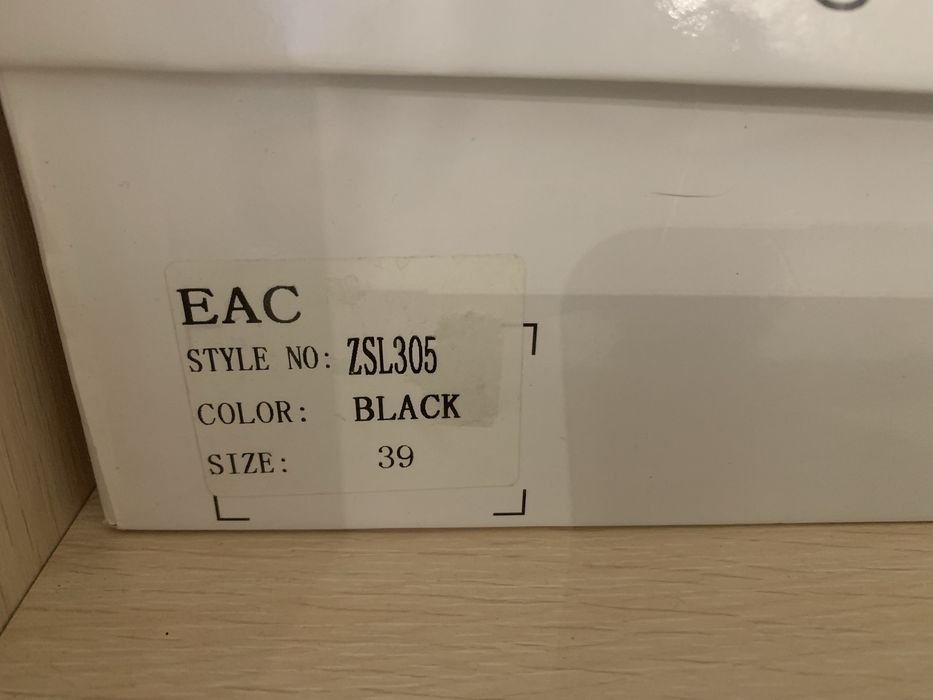 EAC
STYLE NO: ZSL305
COLOR: BLACK
SIZE: 39